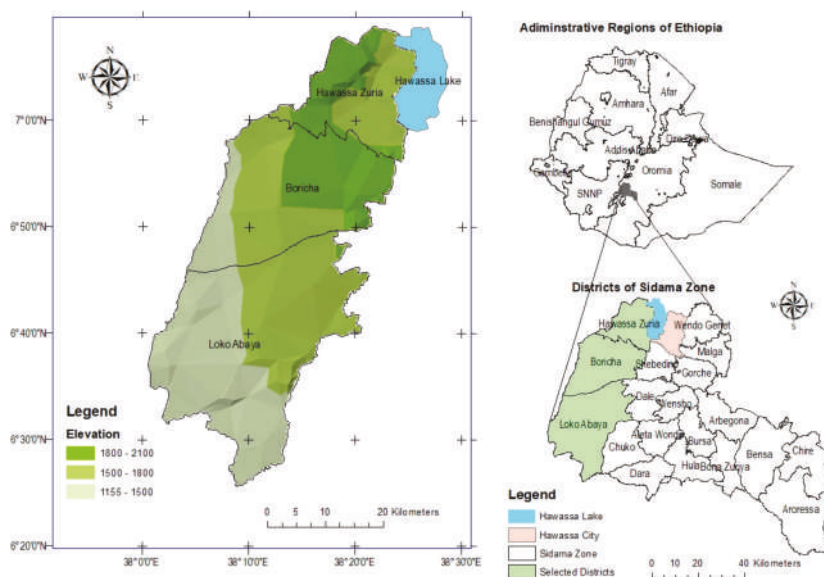 N
W
E
S
Hawassa Lake
Hawassa Zuria
Boricha
Loko Abaya
7°0'0"N
6°50'0"N
6°40'0"N
6°30'0"N
6°20'0"N
Legend
Elevation
1800 - 2100
1500 - 1800
1155 - 1500
0 5 10 20 Kilometers
38°0'0"E
38°10'0"E
38°20'0"E
38°30'0"E
Adiminstrative Regions of Ethiopia
Tigray
Afar
Amhara
Benishangul Gumuz
Addis Ababa
Oromia
Somale
SNNP
Districts of Sidama Zone
Hawassa Zuria
Wendo Genet
Malga
Boricha
Shebedino
Gorche
Dale
Wensho
Loko Abaya
Arbegona
Aleta Wondo
Chuko
Bursa
Bensa
Chire
Dara
Hula
Bona Zuriya
Aroressa
Legend
Hawassa Lake
Hawassa City
Sidama Zone
Selected Districts
0 5 10 20 40 Kilometers